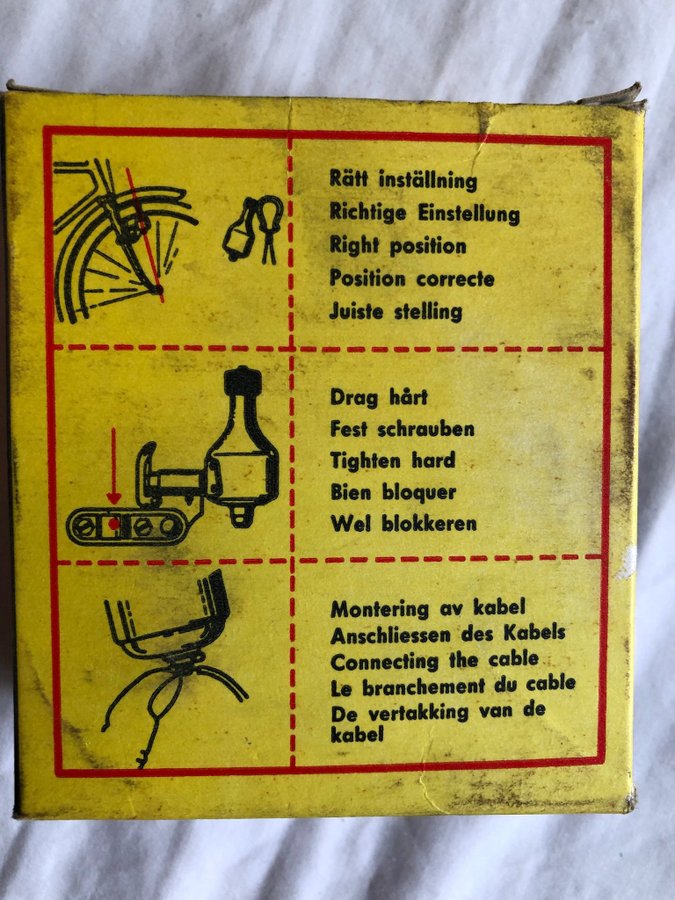 Rätt inställning
Richtige Einstellung
Right position
Position correcte
Juiste stelling
Drag hårt
Fest schrauben
Tighten hard
Bien bloquer
Wel blokkeren
Montering av kabel
Anschliessen des Kabels
Connecting the cable
Le branchement du cable
De vertakking van de
kabel